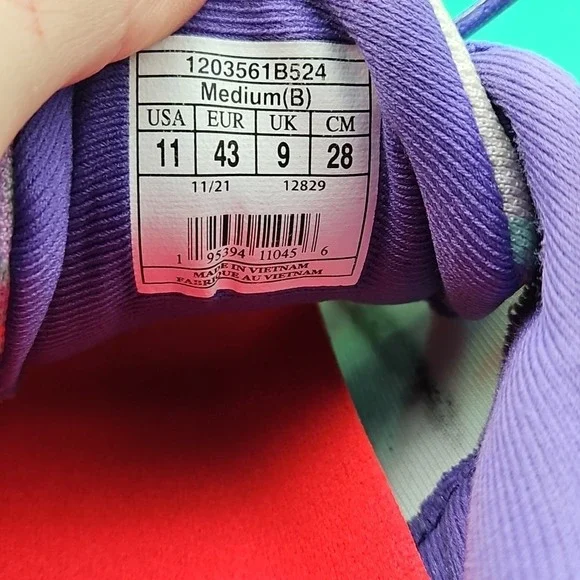 1203561B524
Medium(B)
USA EUR UK CM
11 43 9 28
11/21 12829
1 95394 11045 6
MADE IN VIETNAM
FABRIQUE AU VIETNAM